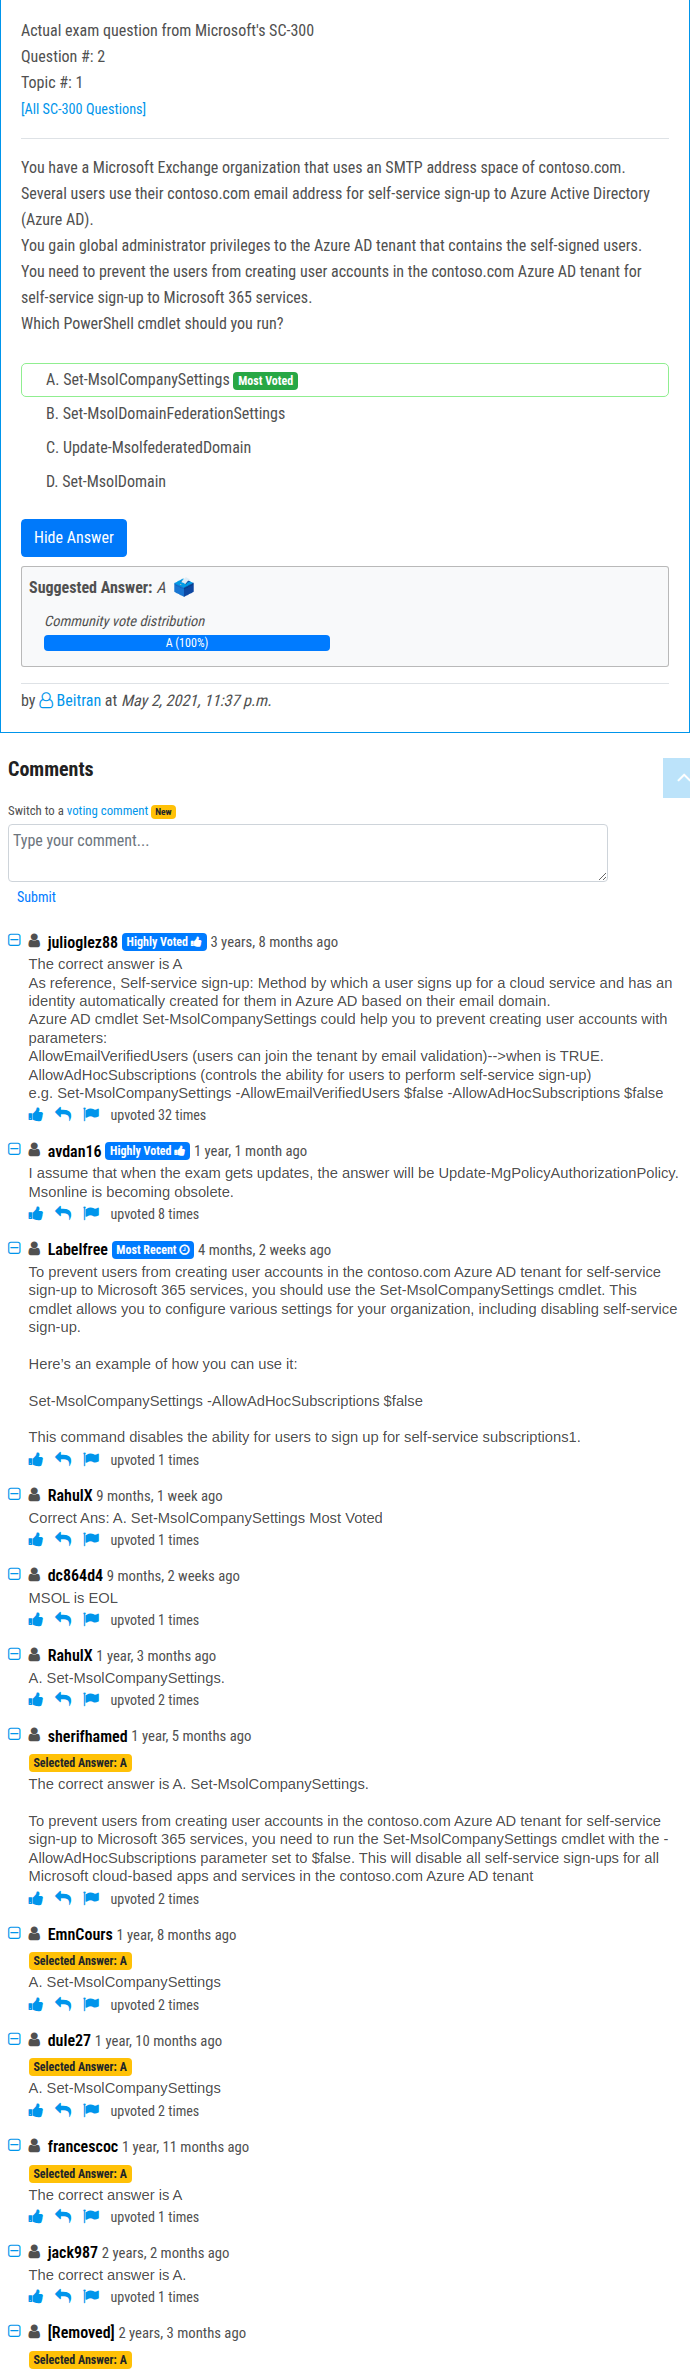 Actual exam question from Microsoft's SC-300
Question #: 2
Topic #: 1
[All SC-300 Questions]
You have a Microsoft Exchange organization that uses an SMTP address space of contoso.com.
Several users use their contoso.com email address for self-service sign-up to Azure Active Directory
(Azure AD).
You gain global administrator privileges to the Azure AD tenant that contains the self-signed users.
You need to prevent the users from creating user accounts in the contoso.com Azure AD tenant for
self-service sign-up to Microsoft 365 services.
Which PowerShell cmdlet should you run?
A. Set-MsolCompanySettings Most Voted
B. Set-MsolDomainFederationSettings
C. Update-MsolfederatedDomain
D. Set-MsolDomain
Hide Answer
Suggested Answer: A
Community vote distribution
A (100%)
by Beitran at May 2, 2021, 11:37 p.m.
Comments
Switch to a voting comment New
Type your comment...
Submit
julioglez88 Highly Voted 3 years, 8 months ago
The correct answer is A
As reference, Self-service sign-up: Method by which a user signs up for a cloud service and has an
identity automatically created for them in Azure AD based on their email domain.
Azure AD cmdlet Set-MsolCompanySettings could help you to prevent creating user accounts with
parameters:
AllowEmailVerifiedUsers (users can join the tenant by email validation)-->when is TRUE.
AllowAdHocSubscriptions (controls the ability for users to perform self-service sign-up)
e.g. Set-MsolCompanySettings -AllowEmailVerifiedUsers $false -AllowAdHocSubscriptions $false
upvoted 32 times
avdan16 Highly Voted 1 year, 1 month ago
I assume that when the exam gets updates, the answer will be Update-MgPolicyAuthorizationPolicy.
Msonline is becoming obsolete.
upvoted 8 times
Labelfree Most Recent 4 months, 2 weeks ago
To prevent users from creating user accounts in the contoso.com Azure AD tenant for self-service
sign-up to Microsoft 365 services, you should use the Set-MsolCompanySettings cmdlet. This
cmdlet allows you to configure various settings for your organization, including disabling self-service
sign-up.
Here's an example of how you can use it:
Set-MsolCompanySettings -AllowAdHocSubscriptions $false
This command disables the ability for users to sign up for self-service subscriptions1.
upvoted 1 times
RahulX 9 months, 1 week ago
Correct Ans: A. Set-MsolCompanySettings Most Voted
upvoted 1 times
dc864d4 9 months, 2 weeks ago
MSOL is EOL
upvoted 1 times
RahulX 1 year, 3 months ago
A. Set-MsolCompanySettings.
upvoted 2 times
sherifhamed 1 year, 5 months ago
Selected Answer: A
The correct answer is A. Set-MsolCompanySettings.
To prevent users from creating user accounts in the contoso.com Azure AD tenant for self-service
sign-up to Microsoft 365 services, you need to run the Set-MsolCompanySettings cmdlet with the -
AllowAdHocSubscriptions parameter set to $false. This will disable all self-service sign-ups for all
Microsoft cloud-based apps and services in the contoso.com Azure AD tenant
upvoted 2 times
EmnCours 1 year, 8 months ago
Selected Answer: A
A. Set-MsolCompanySettings
upvoted 2 times
dule27 1 year, 10 months ago
Selected Answer: A
A. Set-MsolCompanySettings
upvoted 2 times
francescoc 1 year, 11 months ago
Selected Answer: A
The correct answer is A
upvoted 1 times
jack987 2 years, 2 months ago
The correct answer is A.
upvoted 1 times
[Removed] 2 years, 3 months ago
Selected Answer: A